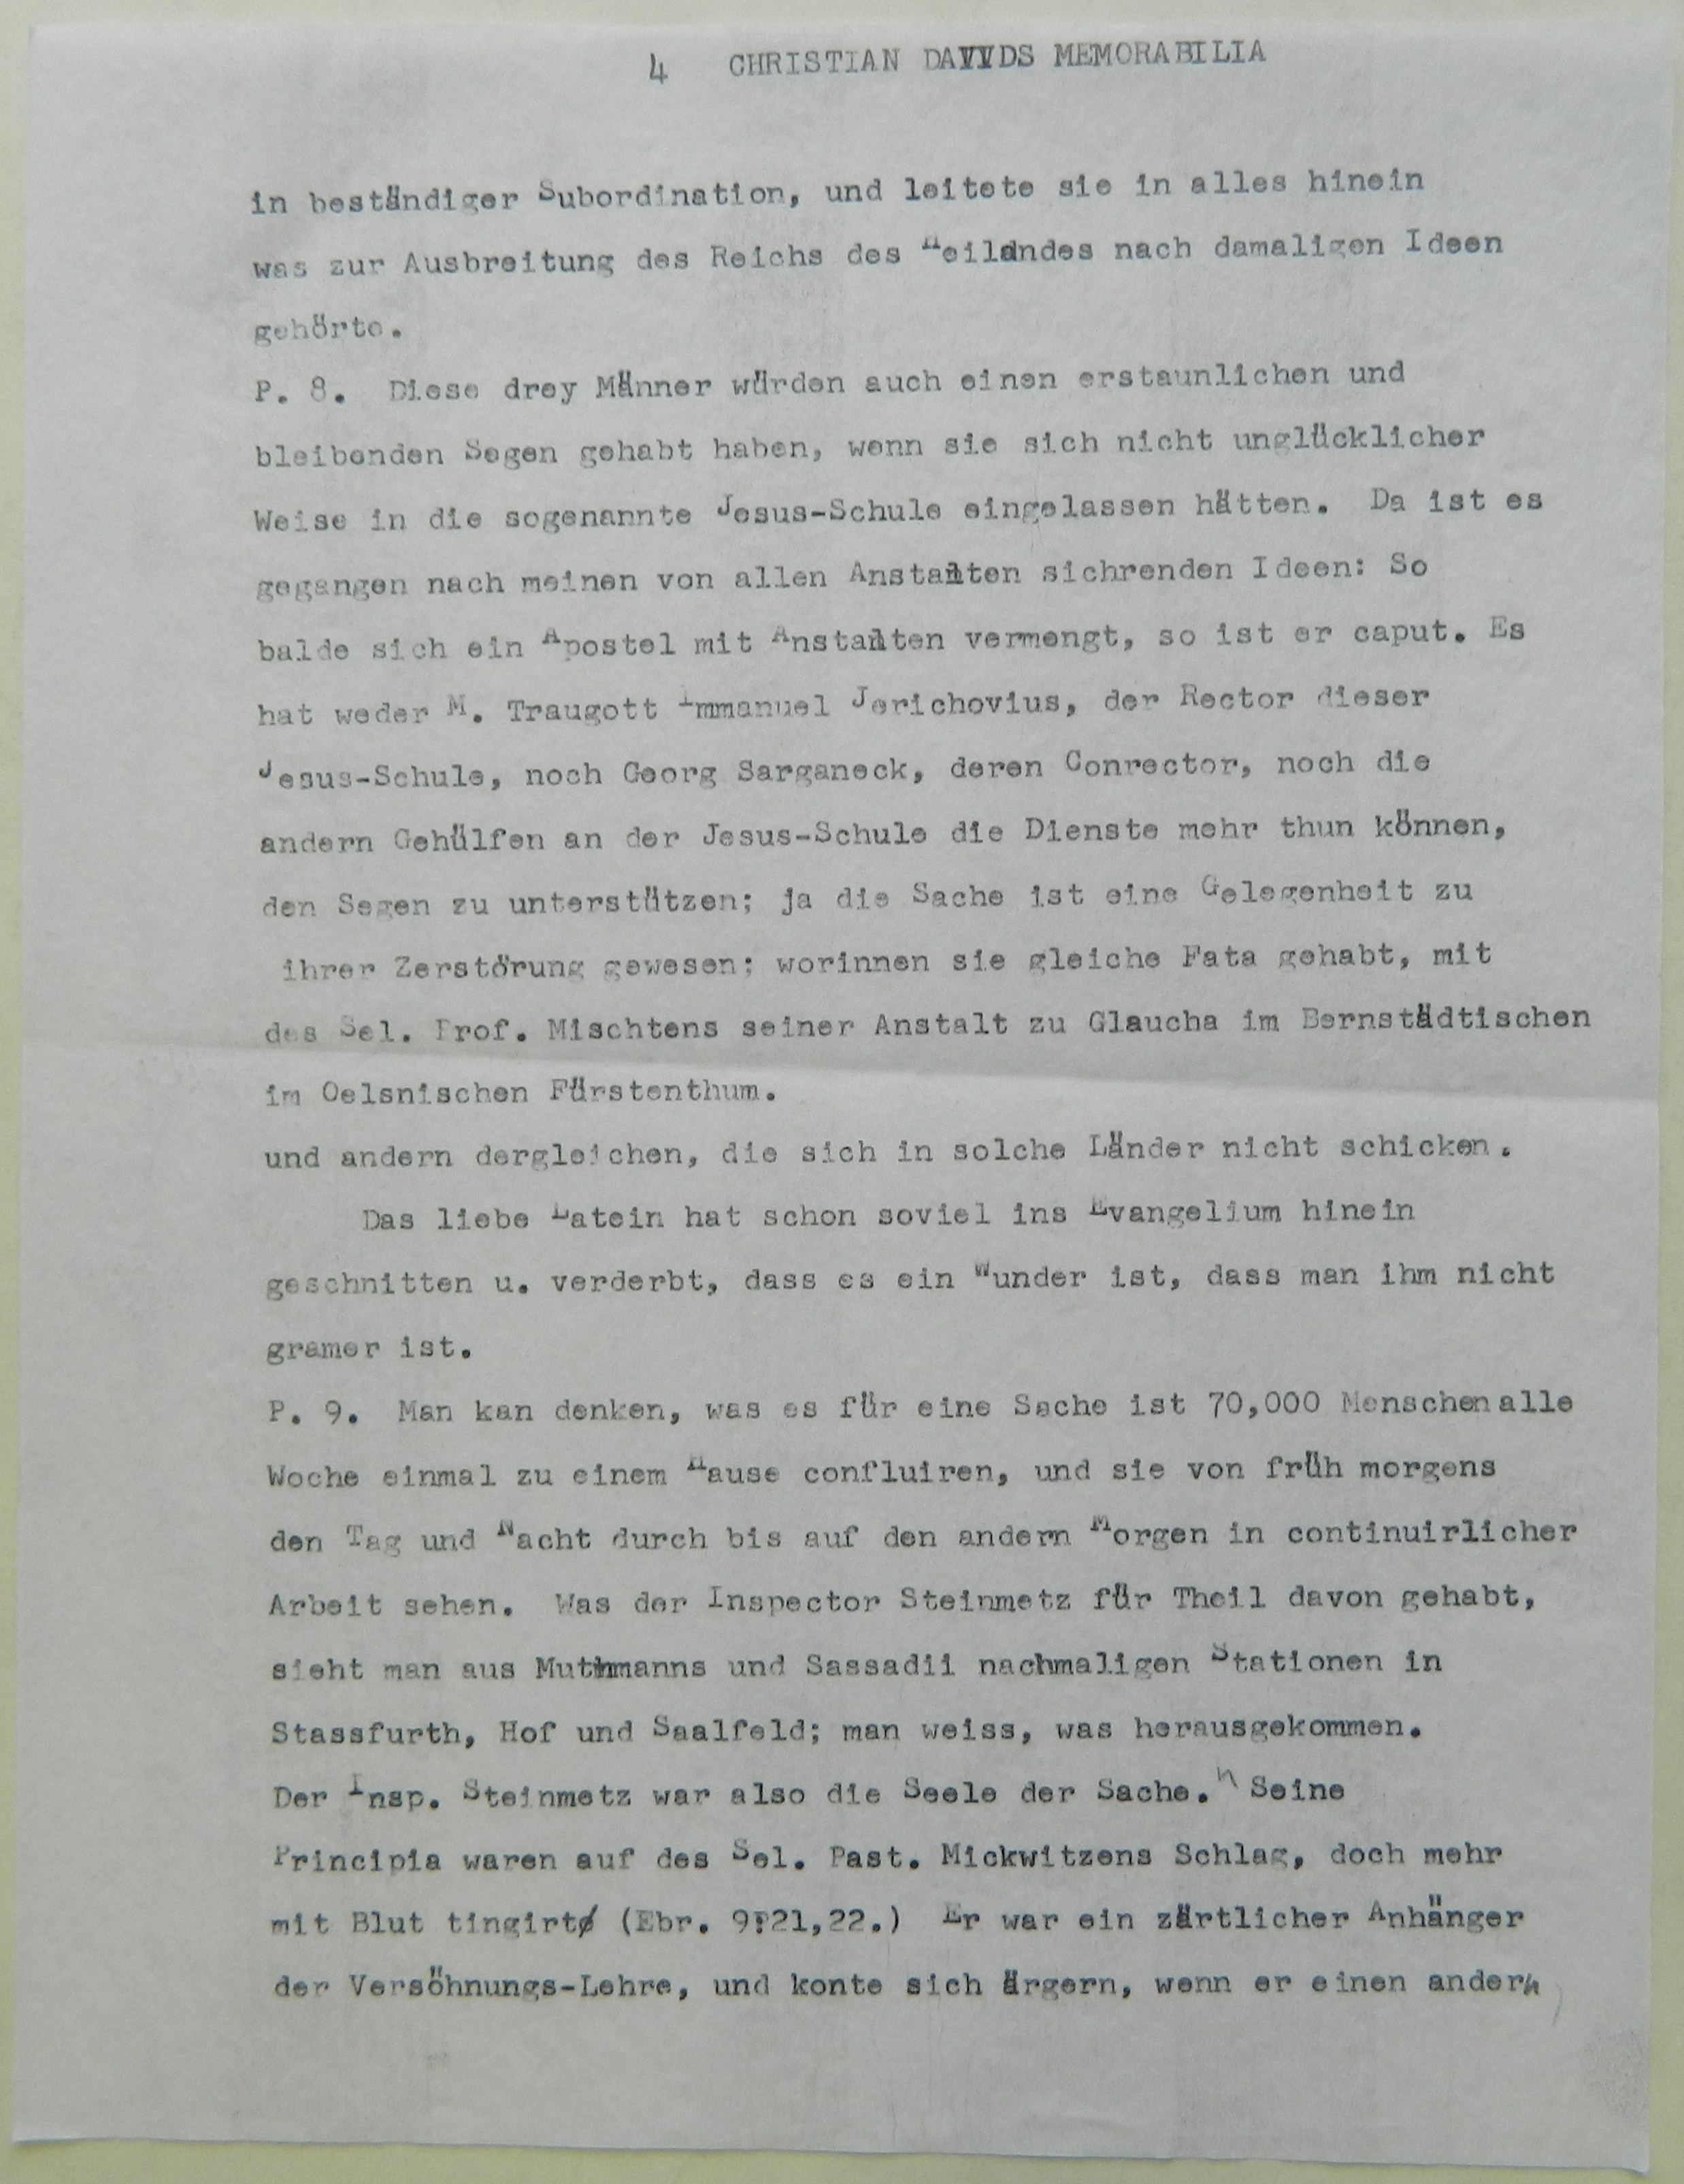 4 CHRISTIAN DAVIDS MEMORABILIA
in beständiger Subordination, und leitete sie in alles hinein
was zur Ausbreitung des Reichs des Heilandes nach damaligen Ideen
gehörte.
P. 8. Diese drey Männer würden auch einen erstaunlichen und
bleibenden Segen gehabt haben, wenn sie sich nicht unglücklicher
Weise in die sogenannte Jesus-Schule eingelassen hätten. Da ist es
gegangen nach meinen von allen Anstalten sichrenden Ideen: So
balde sich ein Apostel mit Anstalten vermengt, so ist er caput. Es
hat weder M. Traugott Immanuel Jerichovius, der Rector dieser
Jesus-Schule, noch Georg Sarganeck, deren Conrector, noch die
andern Gehülfen an der Jesus-Schule die Dienste mehr thun können,
den Segen zu unterstützen; ja die Sache ist eine Gelegenheit zu
ihrer Zerstörung gewesen; worinnen sie gleiche Fata gehabt, mit
des Sel. Prof. Mischtens seiner Anstalt zu Glaucha im Bernstädtischen
im Oelsnischen Fürstenthum.
und andern dergleichen, die sich in solche Länder nicht schicken.
Das liebe Latein hat schon soviel ins Evangelium hinein
geschnitten u. verderbt, dass es ein Wunder ist, dass man ihm nicht
gramer ist.
P. 9. Man kan denken, was es für eine Sache ist 70,000 Menschen alle
Woche einmal zu einem Hause confluiren, und sie von früh morgens
den Tag und Nacht durch bis auf den andern Morgen in continuirlicher
Arbeit sehen. Was der Inspector Steinmetz für Theil davon gehabt,
sieht man aus Muthmanns und Sassadii nachmaligen Stationen in
Stassfurth, Hof und Saalfeld; man weiss, was herausgekommen.
Der Insp. Steinmetz war also die Seele der Sache. " Seine
Principia waren auf des Sel. Past. Mickwitzens Schlag, doch mehr
mit Blut tingirt (Ebr. 9:21,22.) Er war ein zärtlicher Anhänger
der Versöhnungs-Lehre, und konte sich ärgern, wenn er einen andern